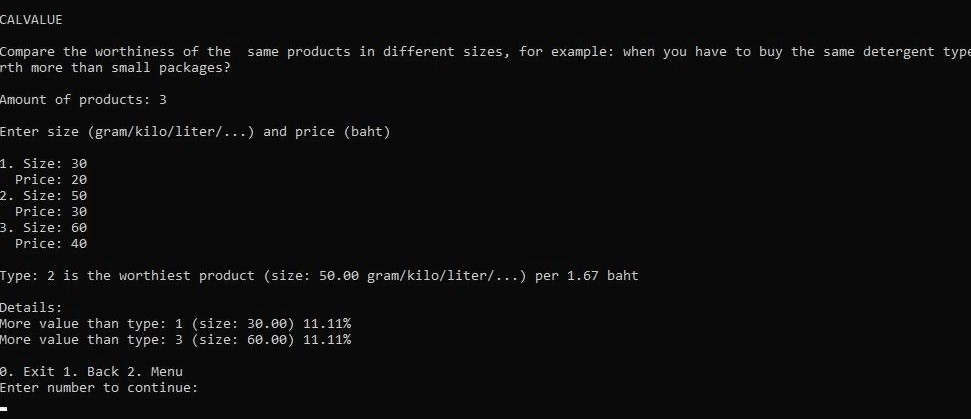 CALVALUE
Compare the worthiness of the  same products in different sizes, for example: when you have to buy the same detergent type
rth more than small packages?
Amount of products: 3
Enter size (gram/kilo/liter/...) and price (baht)
1. Size: 30
Price: 20
2. Size: 50
Price: 30
3. Size: 60
Price: 40
Type: 2 is the worthiest product (size: 50.00 gram/kilo/liter/...) per 1.67 baht
Details:
More value than type: 1 (size: 30.00) 11.11%
More value than type: 3 (size: 60.00) 11.11%
0. Exit 1. Back 2. Menu
Enter number to continue: